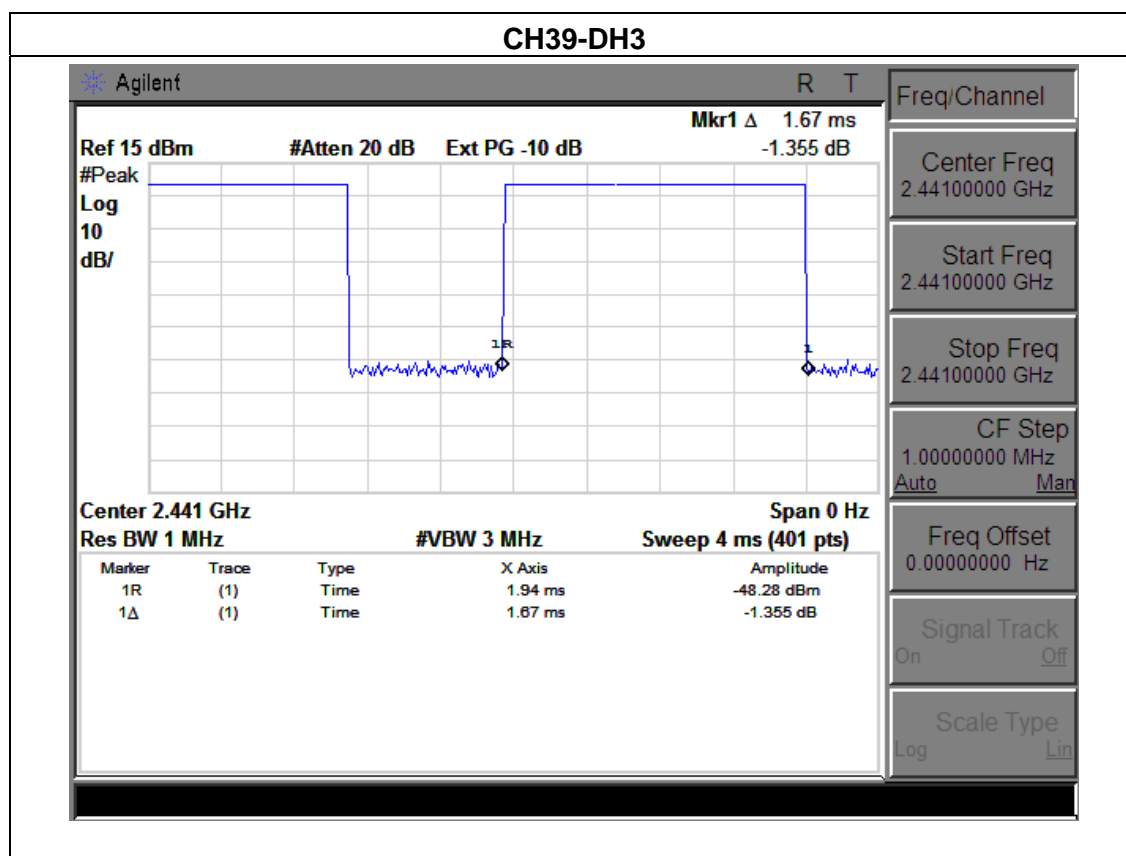 CH39-DH3
Agilent R T
Mkr1 Δ 1.67 ms
Ref 15 dBm #Atten 20 dB Ext PG -10 dB -1.355 dB
#Peak
Log
10
dB/
1R
1
Center 2.441 GHz Span 0 Hz
Res BW 1 MHz #VBW 3 MHz Sweep 4 ms (401 pts)
Marker Trace Type X Axis Amplitude
1R (1) Time 1.94 ms -48.28 dBm
1Δ (1) Time 1.67 ms -1.355 dB
Freq/Channel
Center Freq
2.44100000 GHz
Start Freq
2.44100000 GHz
Stop Freq
2.44100000 GHz
CF Step
1.00000000 MHz
Auto Man
Freq Offset
0.00000000 Hz
Signal Track
On Off
Scale Type
Log Lin